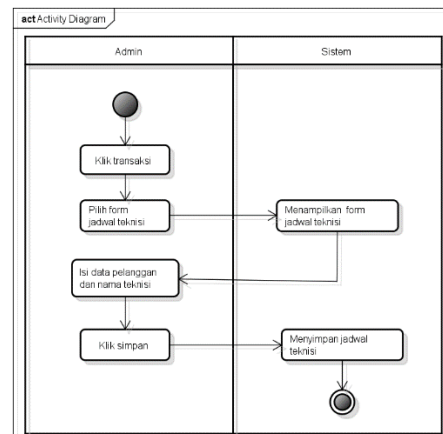 act Activity Diagram
Admin
Sistem
Klik transaksi
Pilih form
jadwal teknisi
Menampilkan form
jadwal teknisi
Isi data pelanggan
dan nama teknisi
Klik simpan
Menyimpan jadwal
teknisi